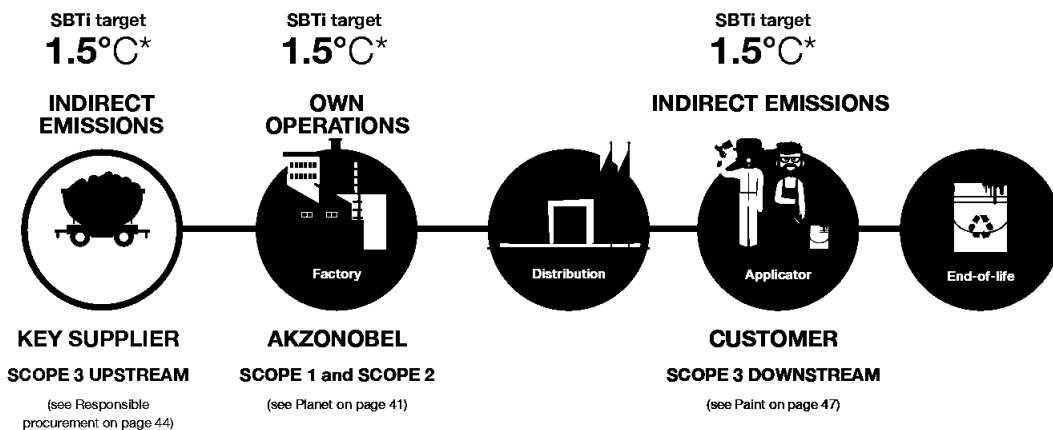 SBTi target
1.5°C*
INDIRECT
EMISSIONS
KEY SUPPLIER
SCOPE 3 UPSTREAM
(see Responsible
procurement on page 44)
SBTi target
1.5°C*
OWN
OPERATIONS
Factory
AKZONOBEL
SCOPE 1 and SCOPE 2
(see Planet on page 41)
Distribution
SBTi target
1.5°C*
INDIRECT EMISSIONS
Applicator
CUSTOMER
SCOPE 3 DOWNSTREAM
(see Paint on page 47)
End-of-life